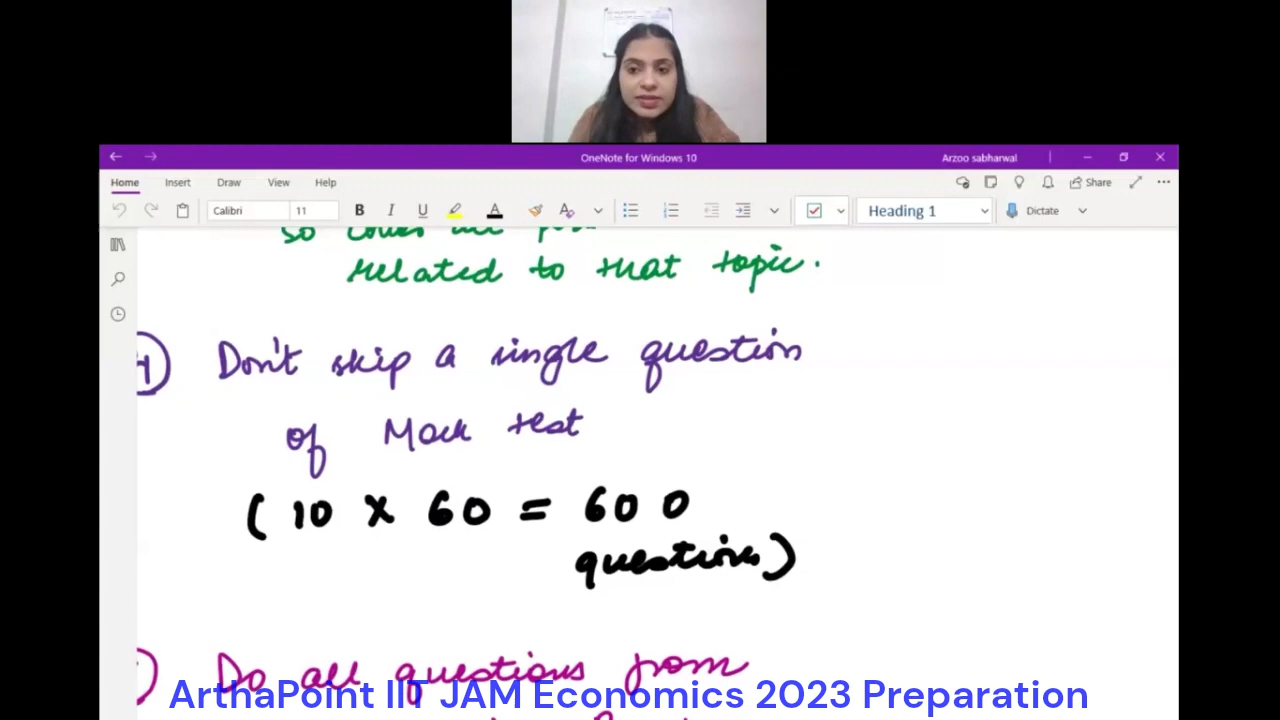 OneNote for Windows 10
Arzoo sabharwal
Home Insert Draw View Help
Share
Calibri 11 B I U A Heading 1 Dictate
so
related to that topic.
4 Don't skip a single question
of Mock test
( 10 x 60 = 600
questions)
Do all questions from
ArthaPoint IIT JAM Economics 2023 Preparation